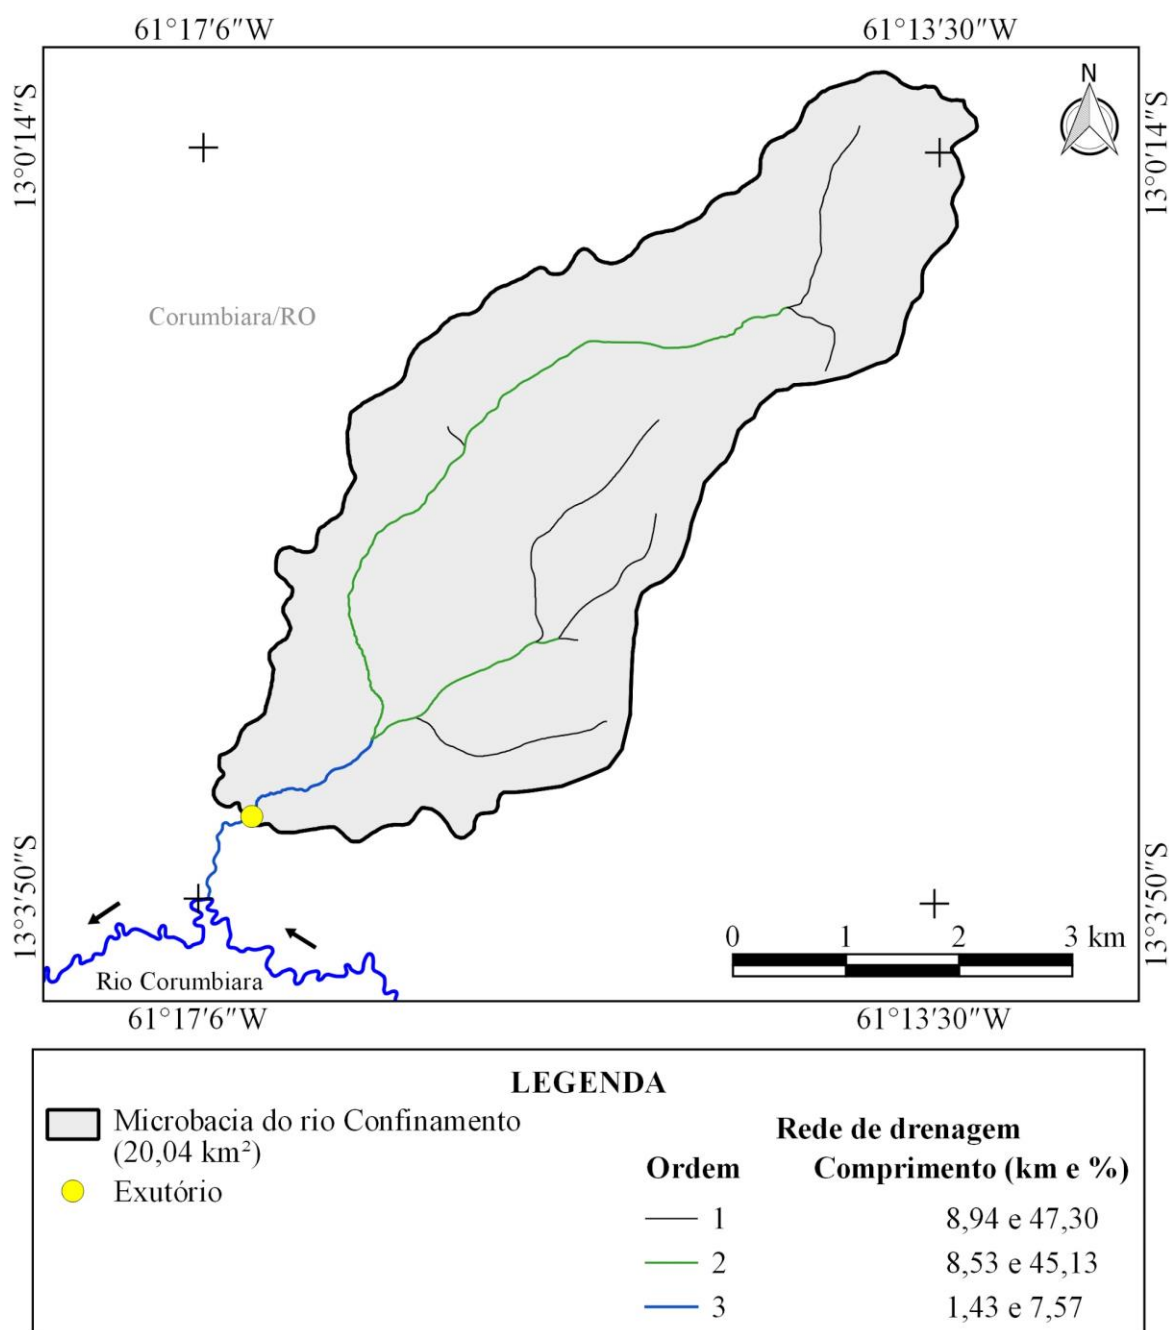 61°17′6″W
61°13′30″W
N
13°0′14″S
13°0′14″S
Corumbiara/RO
13°3′50″S
13°3′50″S
0 1 2 3 km
Rio Corumbiara
61°17′6″W
61°13′30″W
LEGENDA
Microbacia do rio Confinamento
(20,04 km²)
Exutório
Rede de drenagem
Ordem Comprimento (km e %)
1 8,94 e 47,30
2 8,53 e 45,13
3 1,43 e 7,57